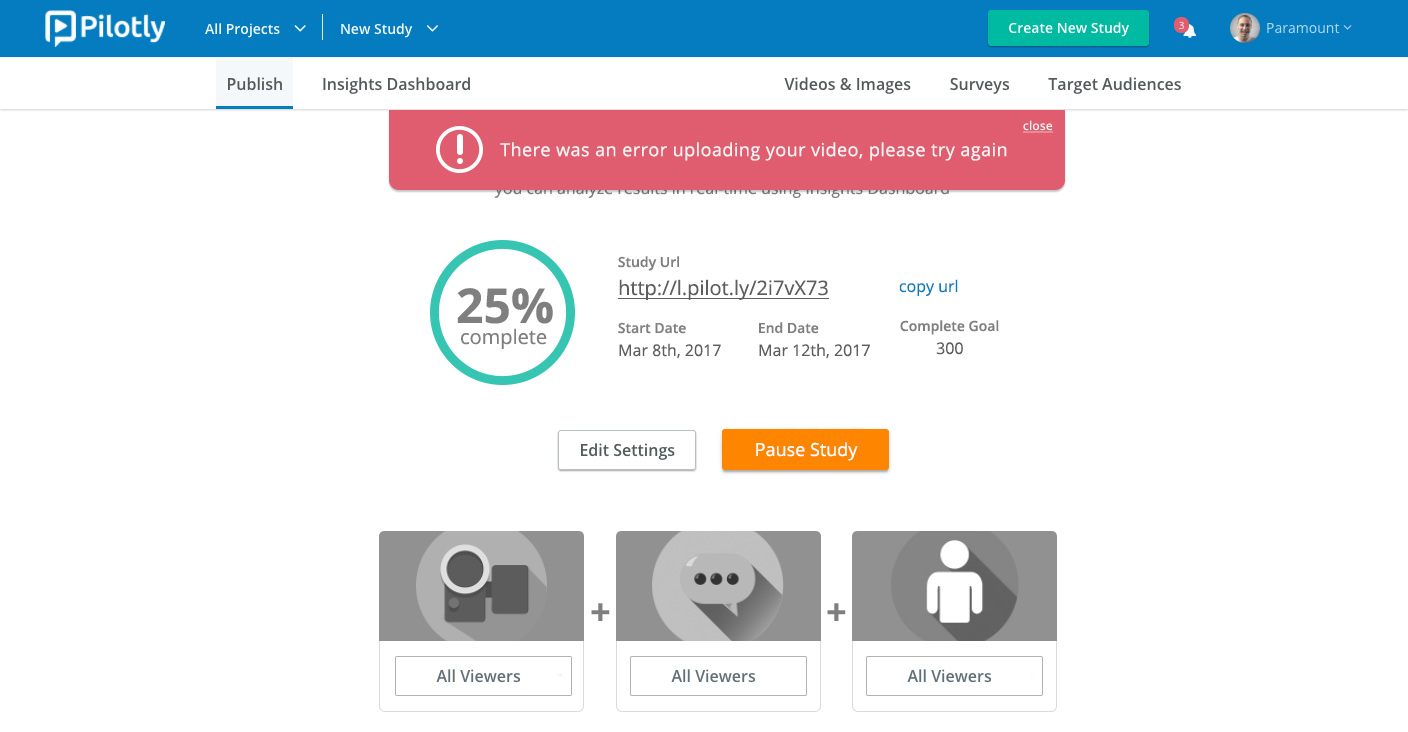 Pilotly
All Projects
New Study
Create New Study
3
Paramount
Publish
Insights Dashboard
Videos & Images
Surveys
Target Audiences
close
There was an error uploading your video, please try again
you can analyze results in real-time using Insights Dashboard
25%
complete
Study Url
http://l.pilot.ly/2i7vX73
copy url
Start Date
End Date
Complete Goal
Mar 8th, 2017
Mar 12th, 2017
300
Edit Settings
Pause Study
+
+
All Viewers
All Viewers
All Viewers